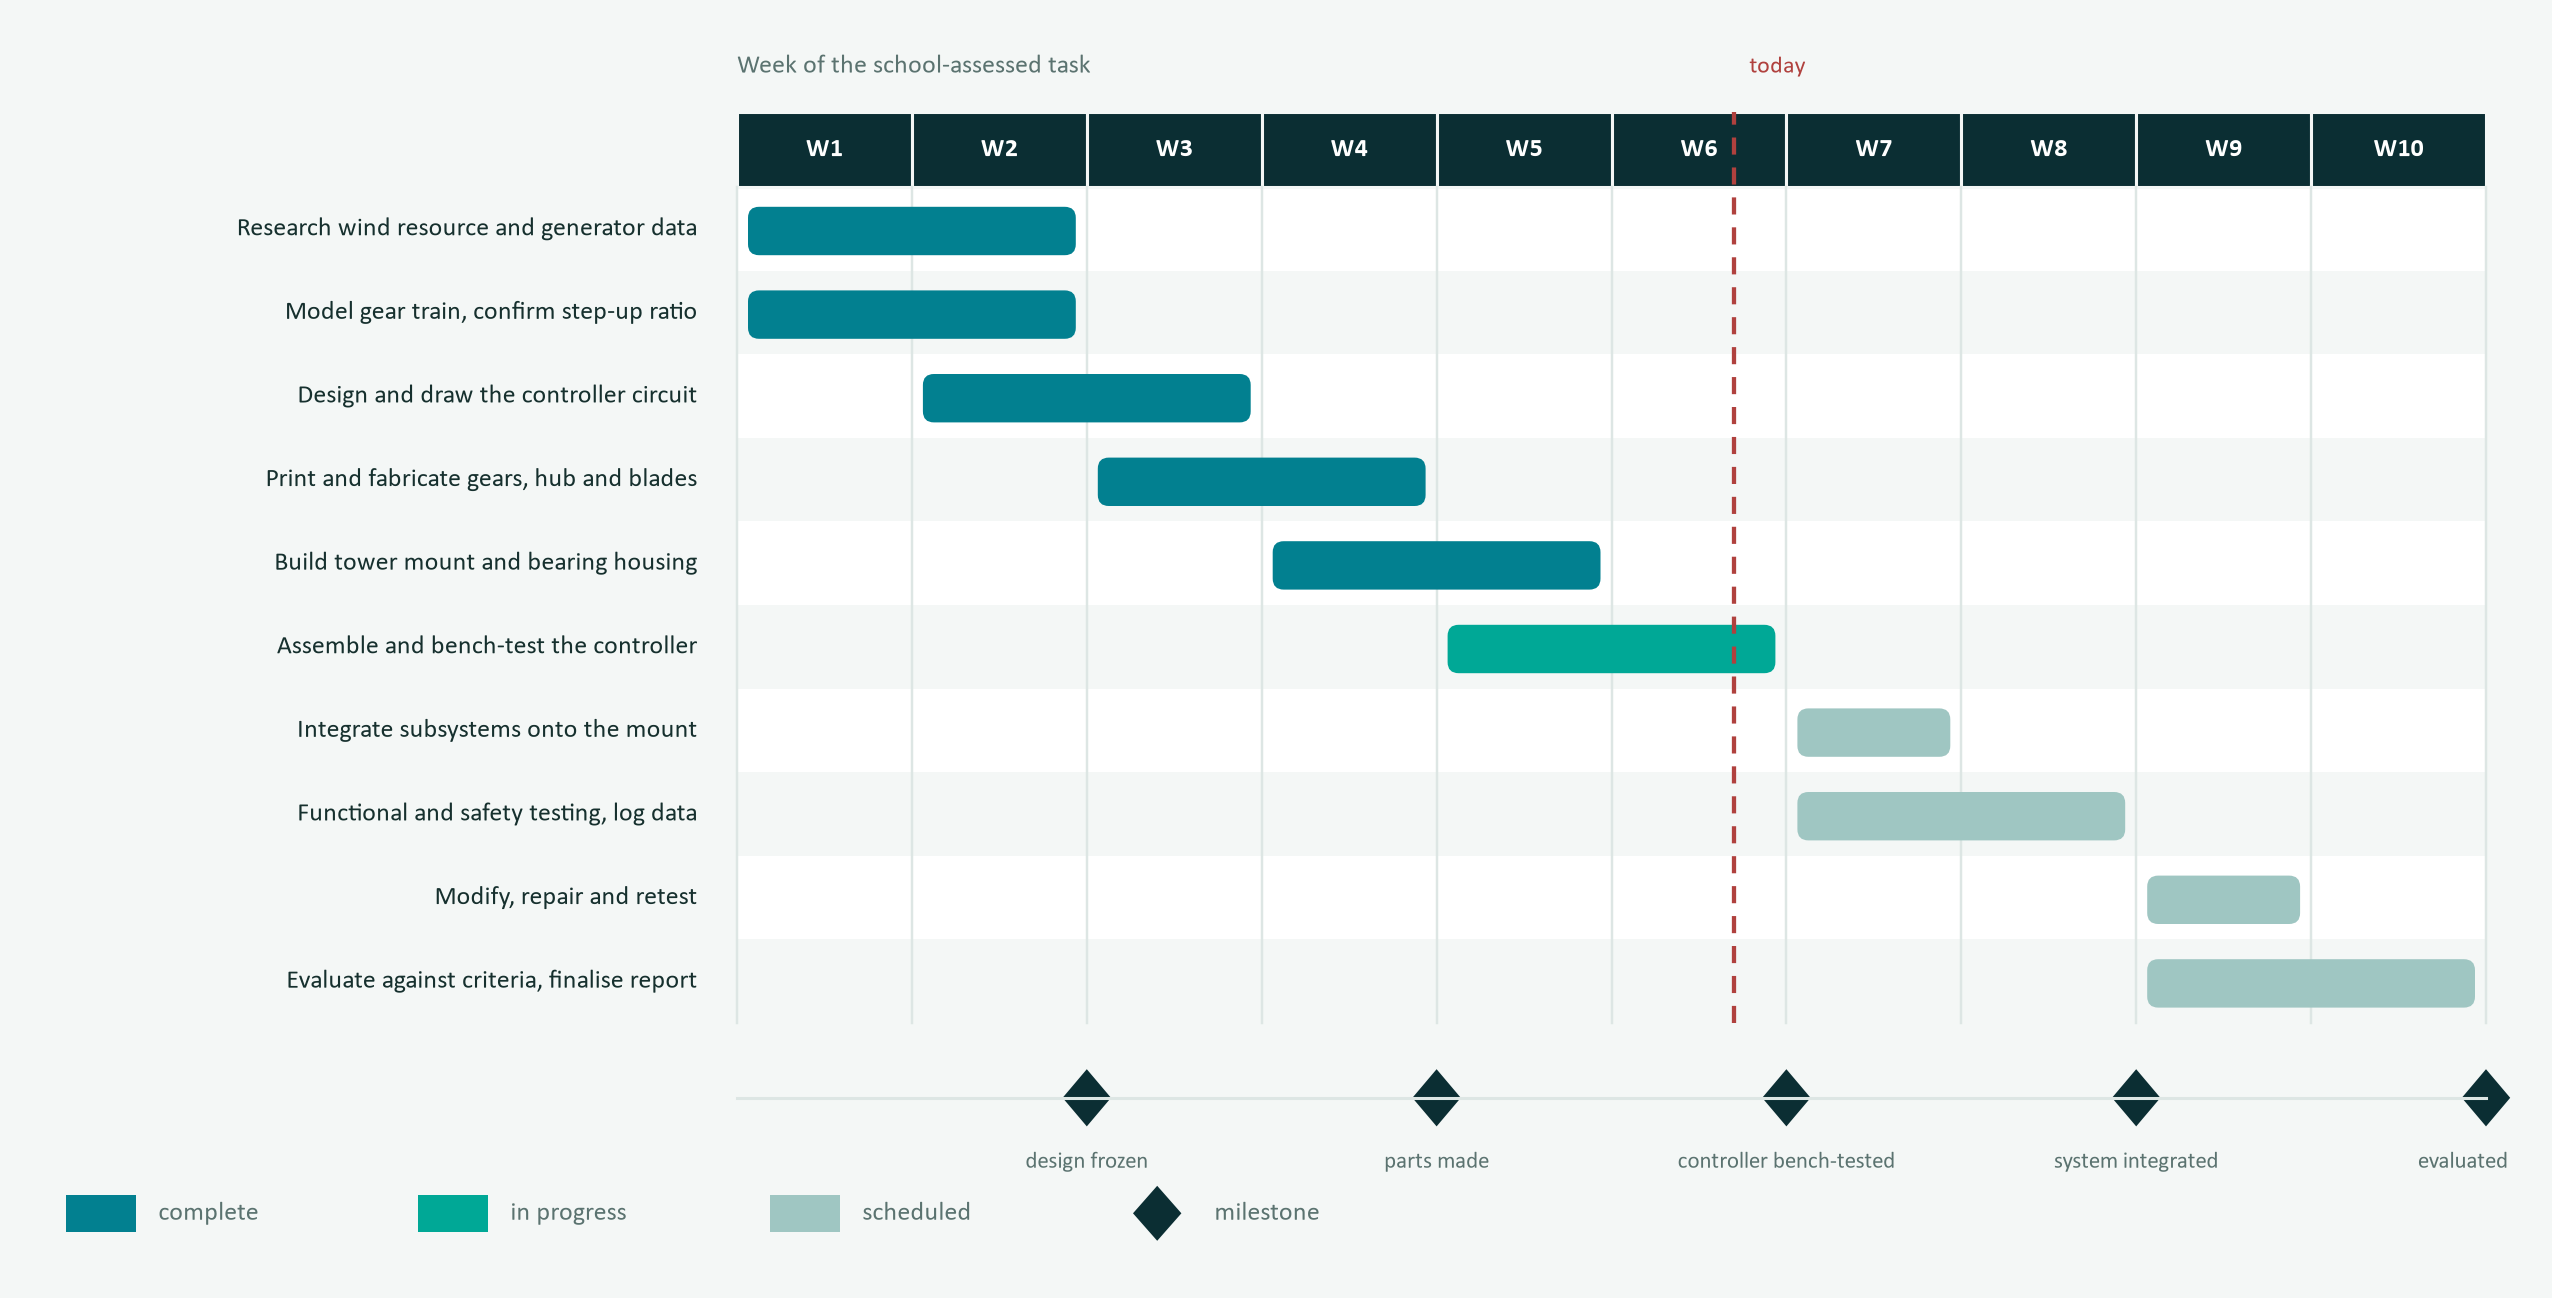 Week of the school-assessed task
today
W1 W2 W3 W4 W5 W6 W7 W8 W9 W10
Research wind resource and generator data
Model gear train, confirm step-up ratio
Design and draw the controller circuit
Print and fabricate gears, hub and blades
Build tower mount and bearing housing
Assemble and bench-test the controller
Integrate subsystems onto the mount
Functional and safety testing, log data
Modify, repair and retest
Evaluate against criteria, finalise report
design frozen
parts made
controller bench-tested
system integrated
evaluated
complete
in progress
scheduled
milestone